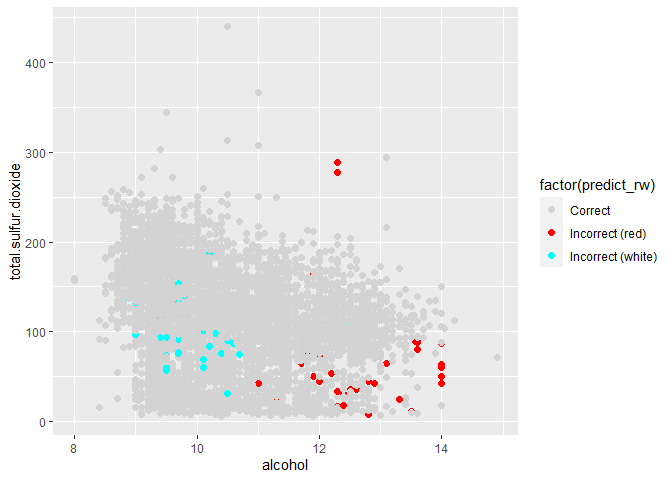 400
300
200
100
0
total.sulfur.dioxide
8
10
12
14
alcohol
factor(predict_rw)
Correct
Incorrect (red)
Incorrect (white)